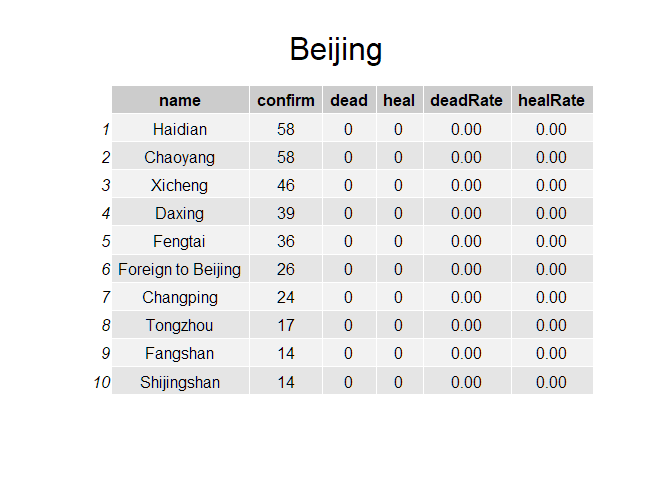 Beijing
name confirm dead heal deadRate healRate
1 Haidian 58 0 0 0.00 0.00
2 Chaoyang 58 0 0 0.00 0.00
3 Xicheng 46 0 0 0.00 0.00
4 Daxing 39 0 0 0.00 0.00
5 Fengtai 36 0 0 0.00 0.00
6 Foreign to Beijing 26 0 0 0.00 0.00
7 Changping 24 0 0 0.00 0.00
8 Tongzhou 17 0 0 0.00 0.00
9 Fangshan 14 0 0 0.00 0.00
10 Shijingshan 14 0 0 0.00 0.00